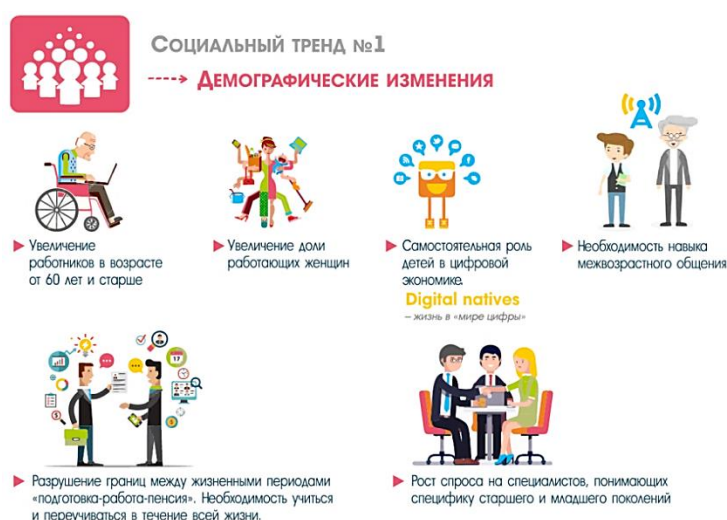 Социальный тренд №1
Демографические изменения
Увеличение
работников в возрасте
от 60 лет и старше
Увеличение доли
работающих женщин
Самостоятельная роль
детей в цифровой
экономике.
Digital natives
– жизнь в «мире цифры»
Необходимость навыка
межвозрастного общения
17
Разрушение границ между жизненными периодами
«подготовка-работа-пенсия». Необходимость учиться
и переучиваться в течение всей жизни.
Рост спроса на специалистов, понимающих
специфику старшего и младшего поколений